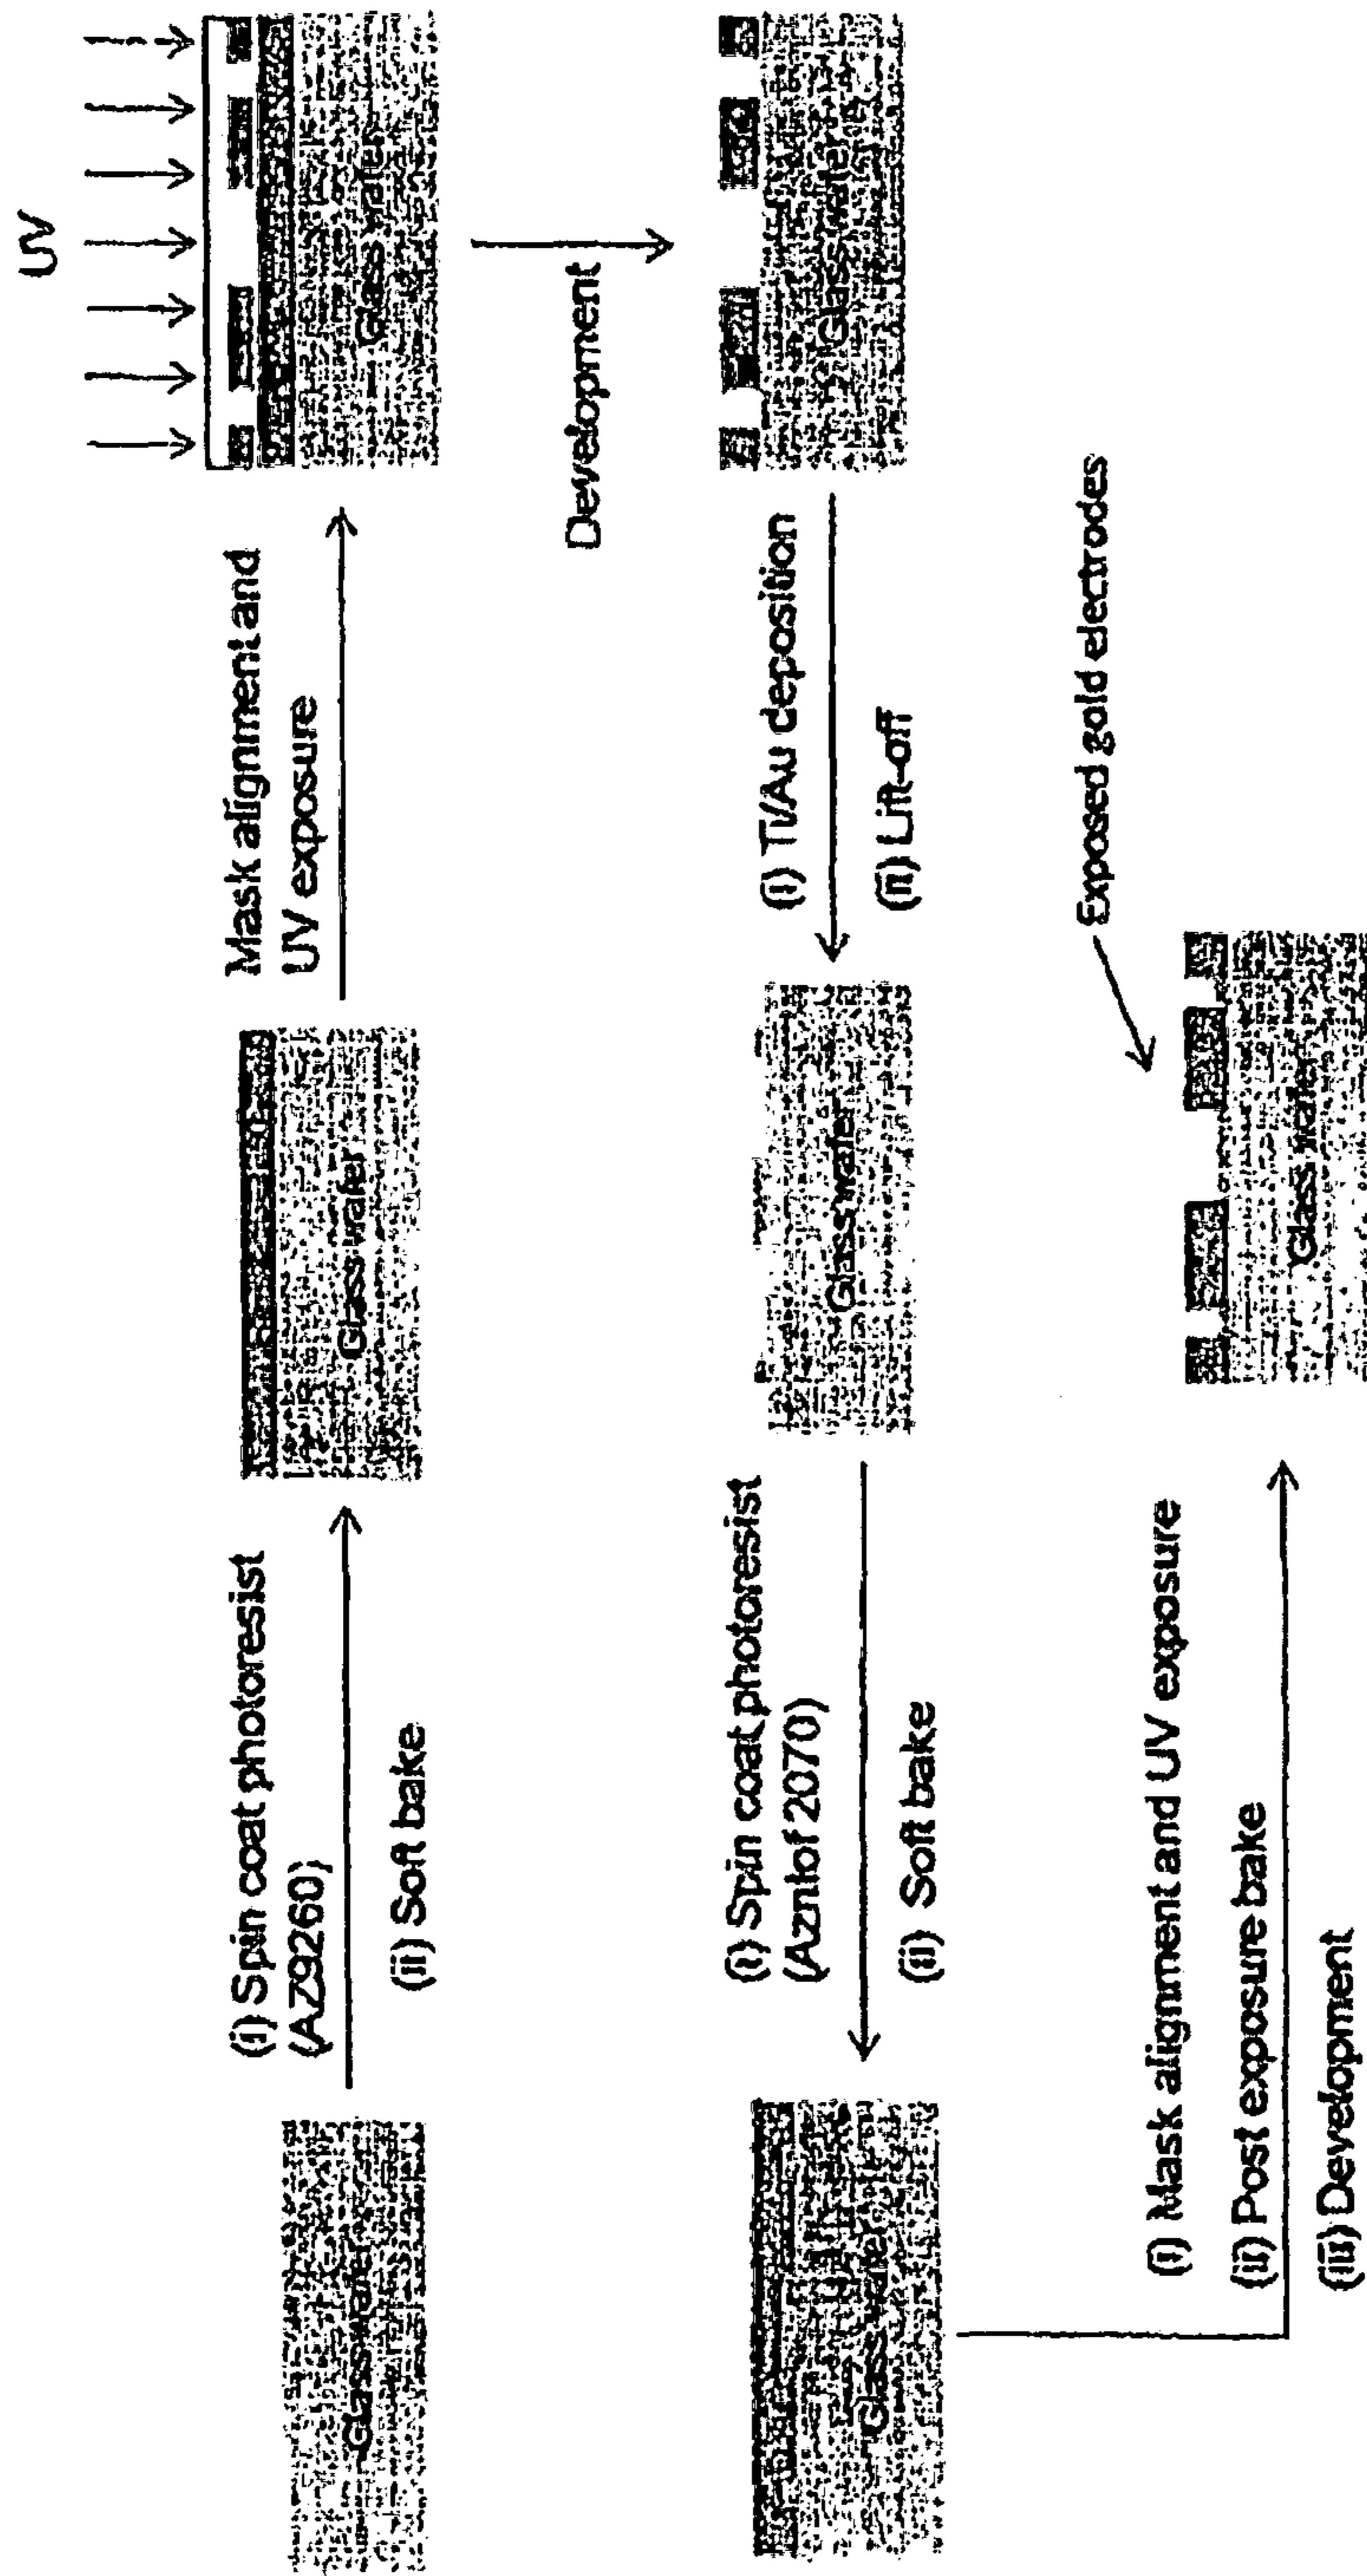 Glass wafer
(i) Spin coat photoresist
(AZ9260)
(ii) Soft bake
Glass wafer
Mask alignment and
UV exposure
UV
Glass wafer
Development
Glass wafer
(i) Ti/Au deposition
(ii) Lift-off
Glass wafer
(i) Spin coat photoresist
(Aznlof 2070)
(ii) Soft bake
Glass wafer
(i) Mask alignment and UV exposure
(ii) Post exposure bake
(iii) Development
Glass wafer
Exposed gold electrodes